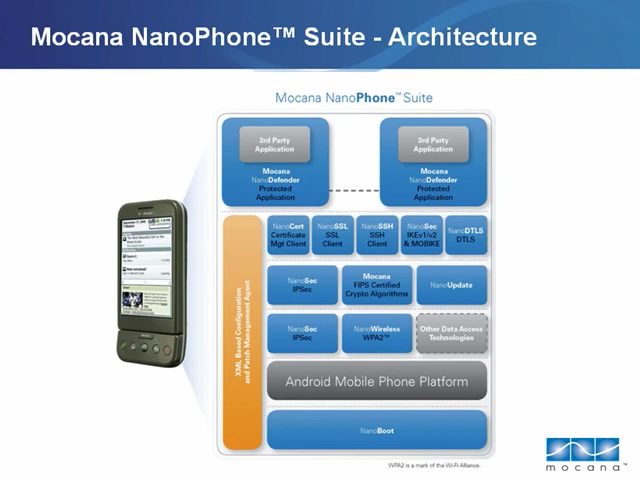 Mocana NanoPhone™ Suite - Architecture
Mocana NanoPhone™ Suite
3rd Party
Application
Mocana
NanoDefender
Protected
Application
3rd Party
Application
Mocana
NanoDefender
Protected
Application
XML Based Configuration
and Patch Management Agent
NanoCert
Certificate
Mgt Client
NanoSSL
SSL
Client
NanoSSH
SSH
Client
NanoSec
IKEv1/v2
& MOBIKE
NanoDTLS
DTLS
NanoSec
IPSec
Mocana
FIPS Certified
Crypto Algorithms
NanoUpdate
NanoSec
IPSec
NanoWireless
WPA2™
Other Data Access
Technologies
Android Mobile Phone Platform
NanoBoot
WPA2 is a mark of the Wi-Fi Alliance.
mocana™